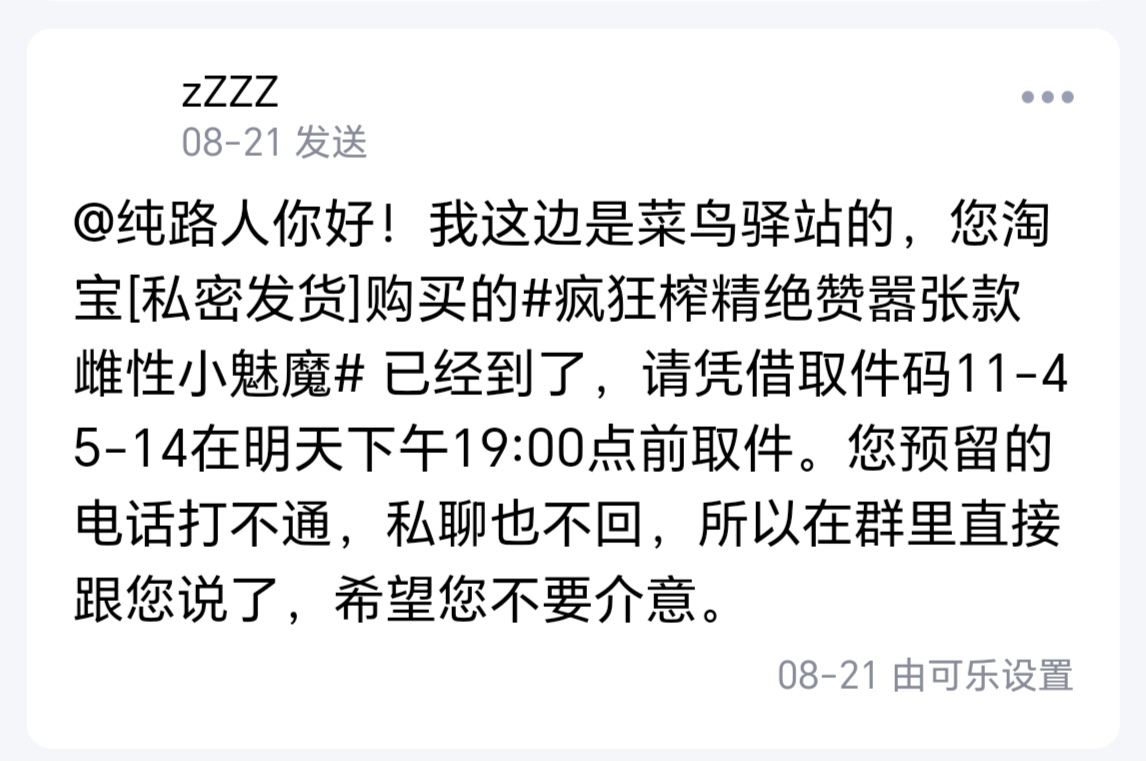 zZZZ
08-21 发送
@纯路人你好！我这边是菜鸟驿站的，您淘
宝[私密发货]购买的#疯狂榨精绝赞嚣张款
雌性小魅魔# 已经到了，请凭借取件码11-4
5-14在明天下午19:00点前取件。您预留的
电话打不通，私聊也不回，所以在群里直接
跟您说了，希望您不要介意。
08-21 由可乐设置